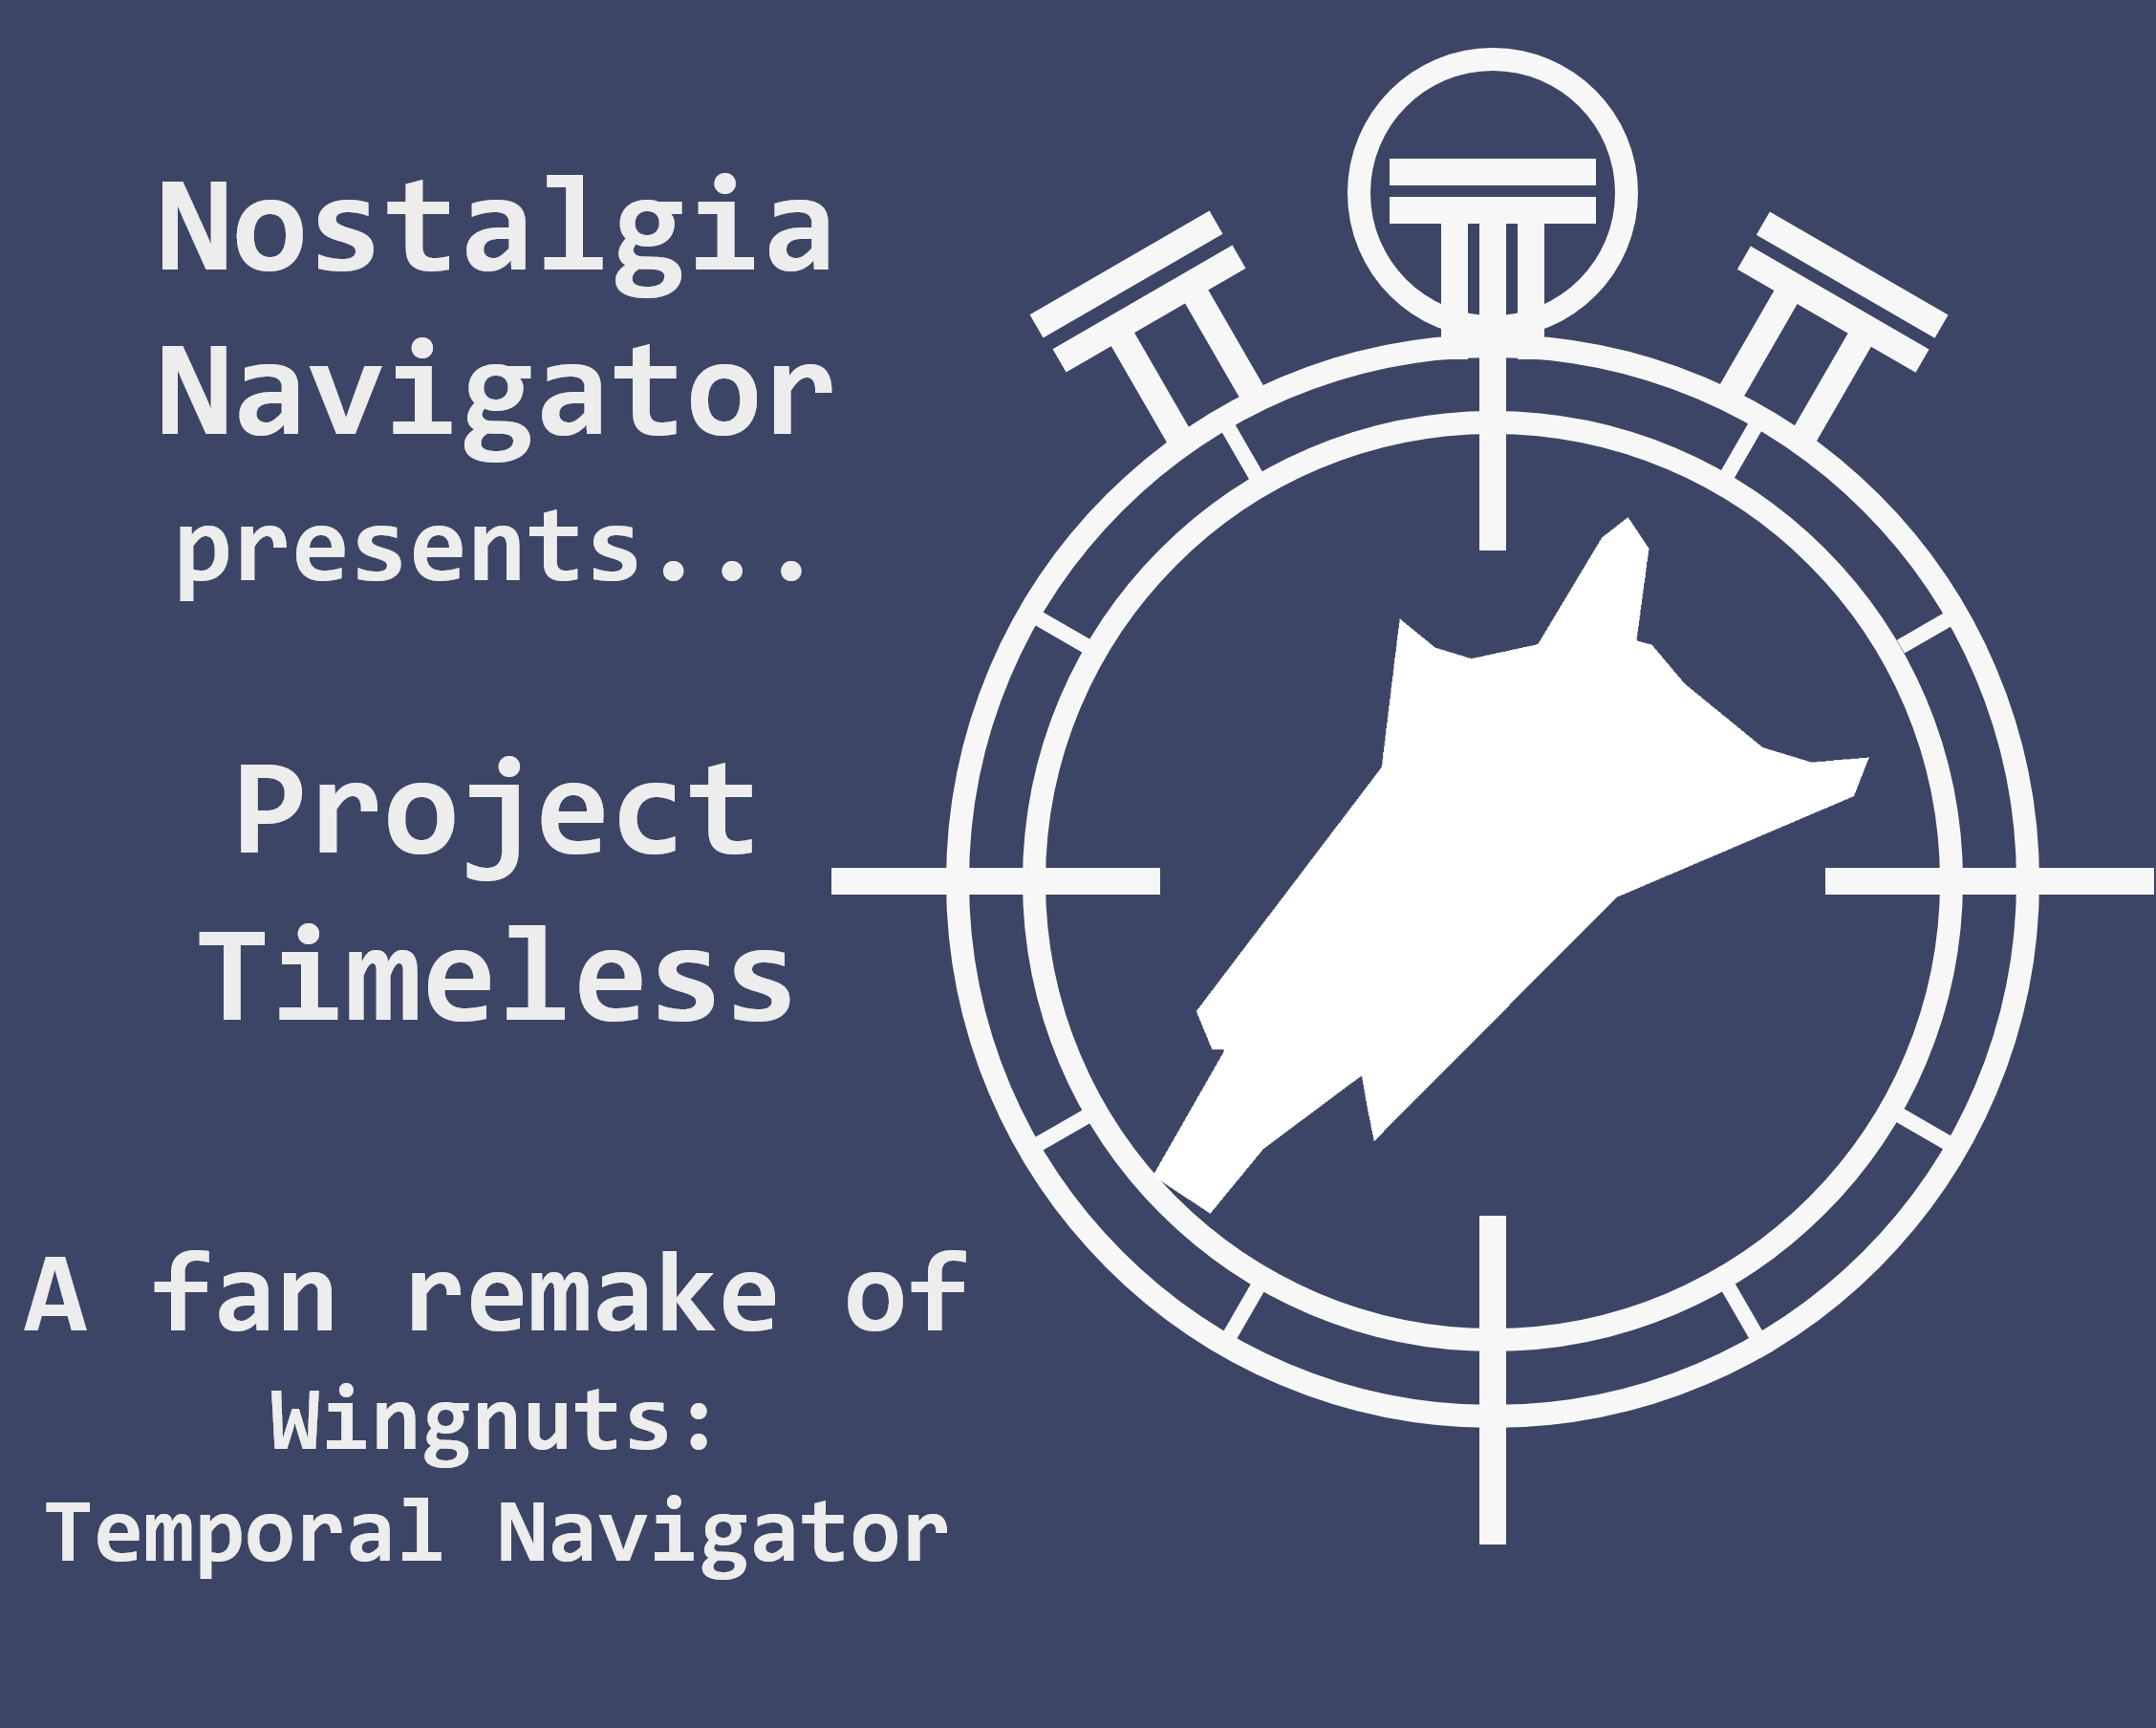 Nostalgia
Navigator
presents...
Project
Timeless
A fan remake of
Wingnuts:
Temporal Navigator